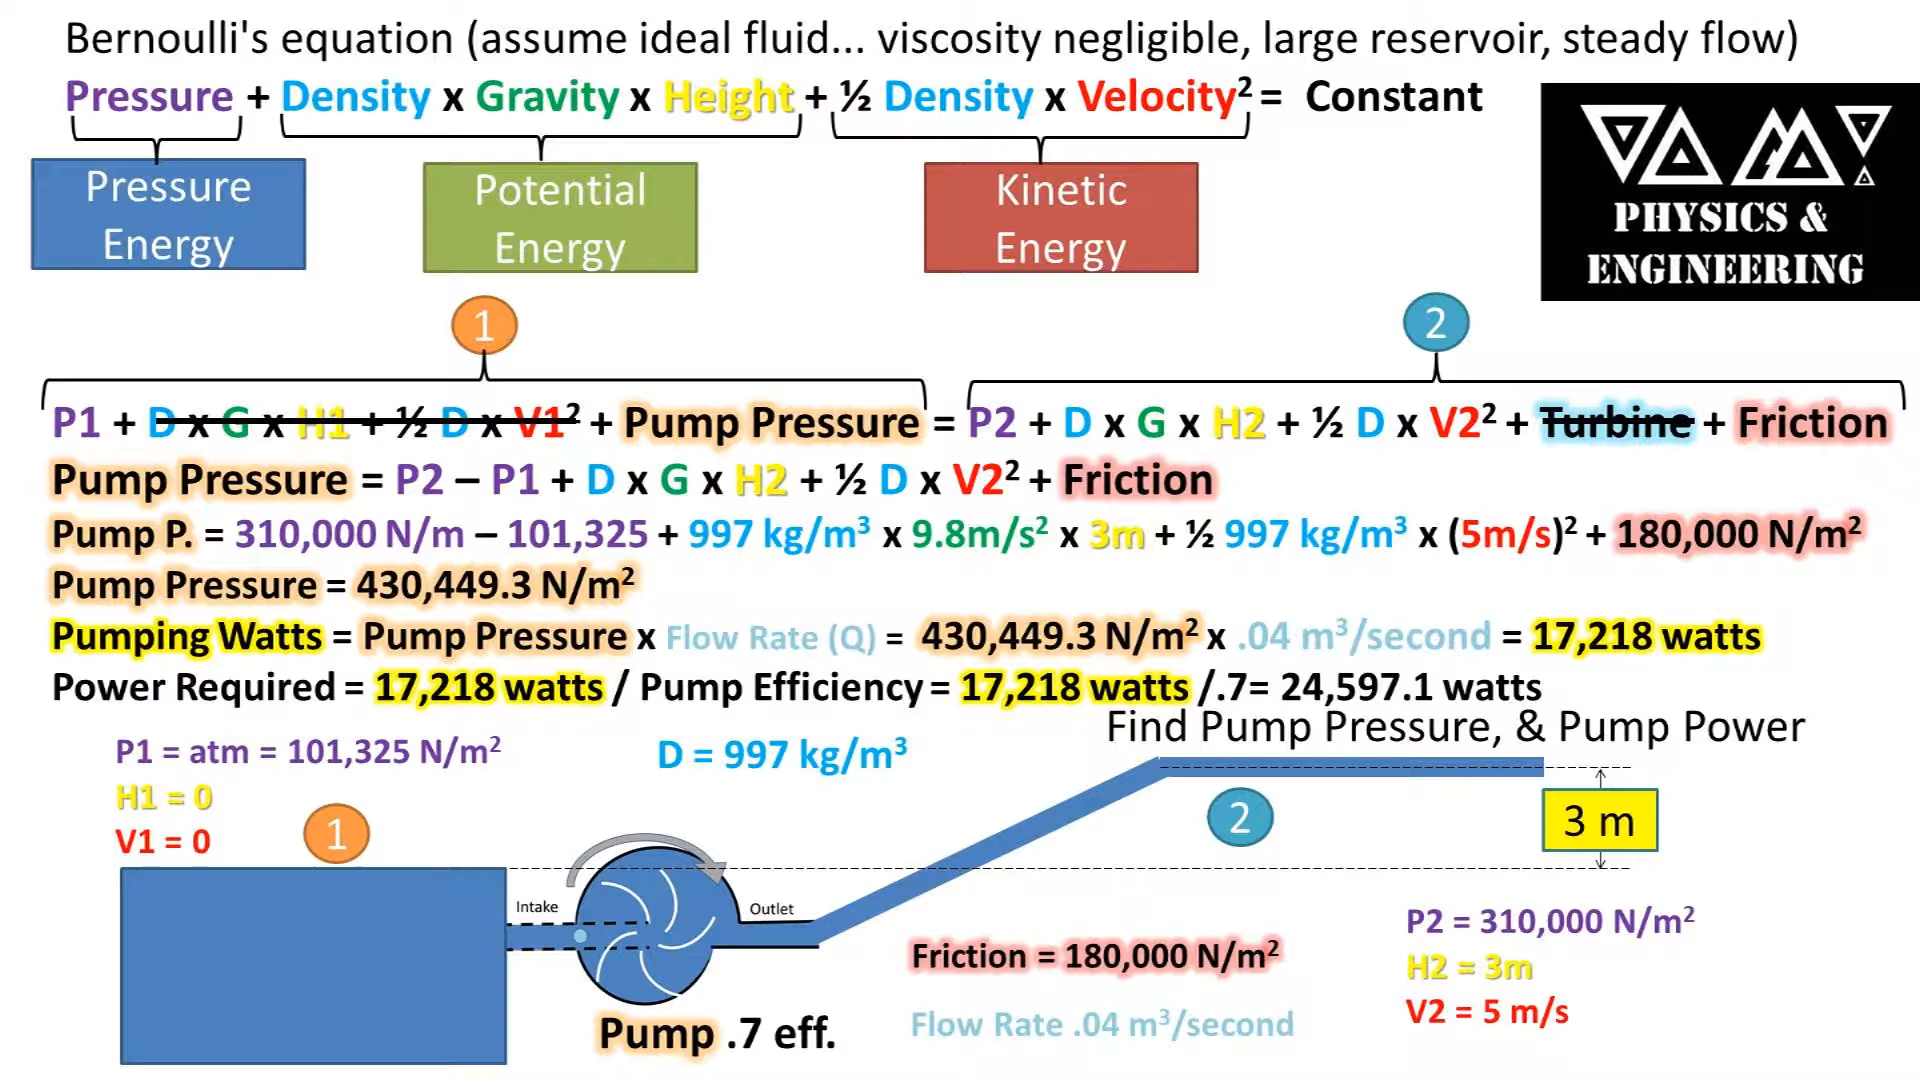 Bernoulli's equation (assume ideal fluid... viscosity negligible, large reservoir, steady flow)
Pressure + Density x Gravity x Height + ½ Density x Velocity² = Constant
Pressure Energy
Potential Energy
Kinetic Energy
VAM!
PHYSICS &
ENGINEERING
1
2
P1 + D x G x H1 + ½ D x V1² + Pump Pressure = P2 + D x G x H2 + ½ D x V2² + Turbine + Friction
Pump Pressure = P2 – P1 + D x G x H2 + ½ D x V2² + Friction
Pump P. = 310,000 N/m – 101,325 + 997 kg/m³ x 9.8m/s² x 3m + ½ 997 kg/m³ x (5m/s)² + 180,000 N/m²
Pump Pressure = 430,449.3 N/m²
Pumping Watts = Pump Pressure x Flow Rate (Q) = 430,449.3 N/m² x .04 m³/second = 17,218 watts
Power Required = 17,218 watts / Pump Efficiency = 17,218 watts /.7= 24,597.1 watts
Find Pump Pressure, & Pump Power
P1 = atm = 101,325 N/m²
D = 997 kg/m³
H1 = 0
V1 = 0
1
2
3 m
Intake
Outlet
P2 = 310,000 N/m²
H2 = 3m
V2 = 5 m/s
Friction = 180,000 N/m²
Flow Rate .04 m³/second
Pump .7 eff.